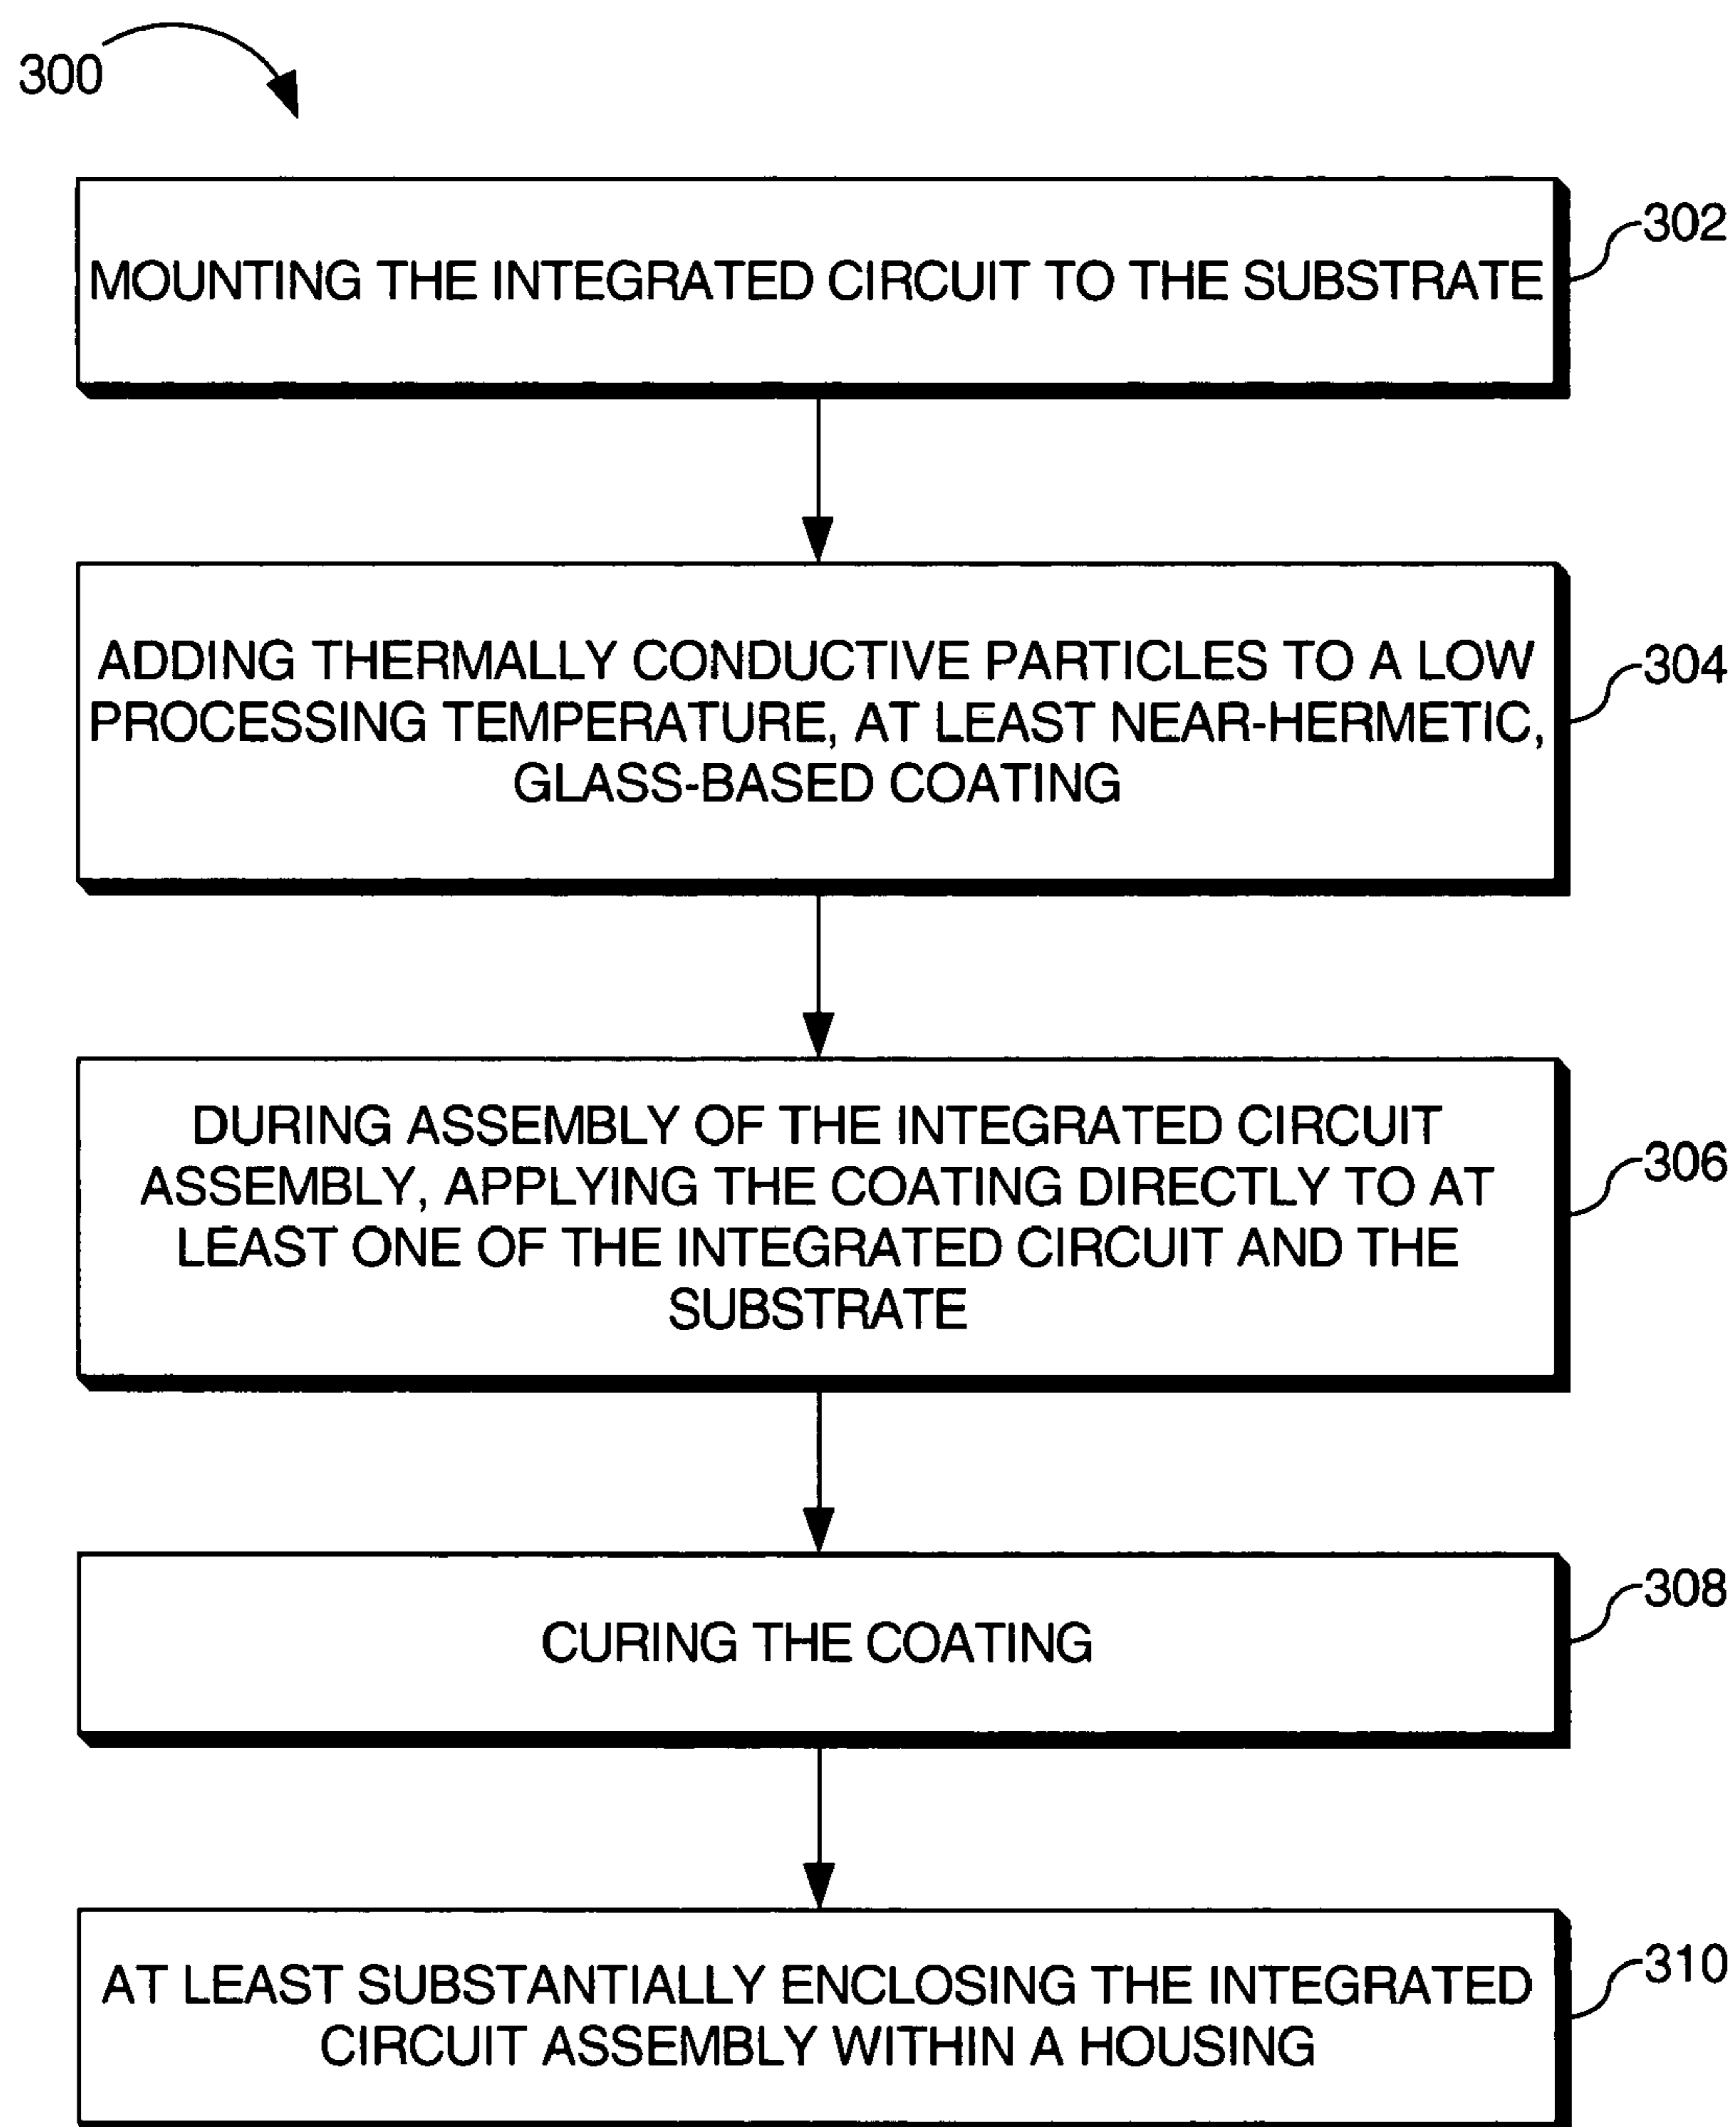 300
MOUNTING THE INTEGRATED CIRCUIT TO THE SUBSTRATE
302
ADDING THERMALLY CONDUCTIVE PARTICLES TO A LOW
PROCESSING TEMPERATURE, AT LEAST NEAR-HERMETIC,
GLASS-BASED COATING
304
DURING ASSEMBLY OF THE INTEGRATED CIRCUIT
ASSEMBLY, APPLYING THE COATING DIRECTLY TO AT
LEAST ONE OF THE INTEGRATED CIRCUIT AND THE
SUBSTRATE
306
CURING THE COATING
308
AT LEAST SUBSTANTIALLY ENCLOSING THE INTEGRATED
CIRCUIT ASSEMBLY WITHIN A HOUSING
310